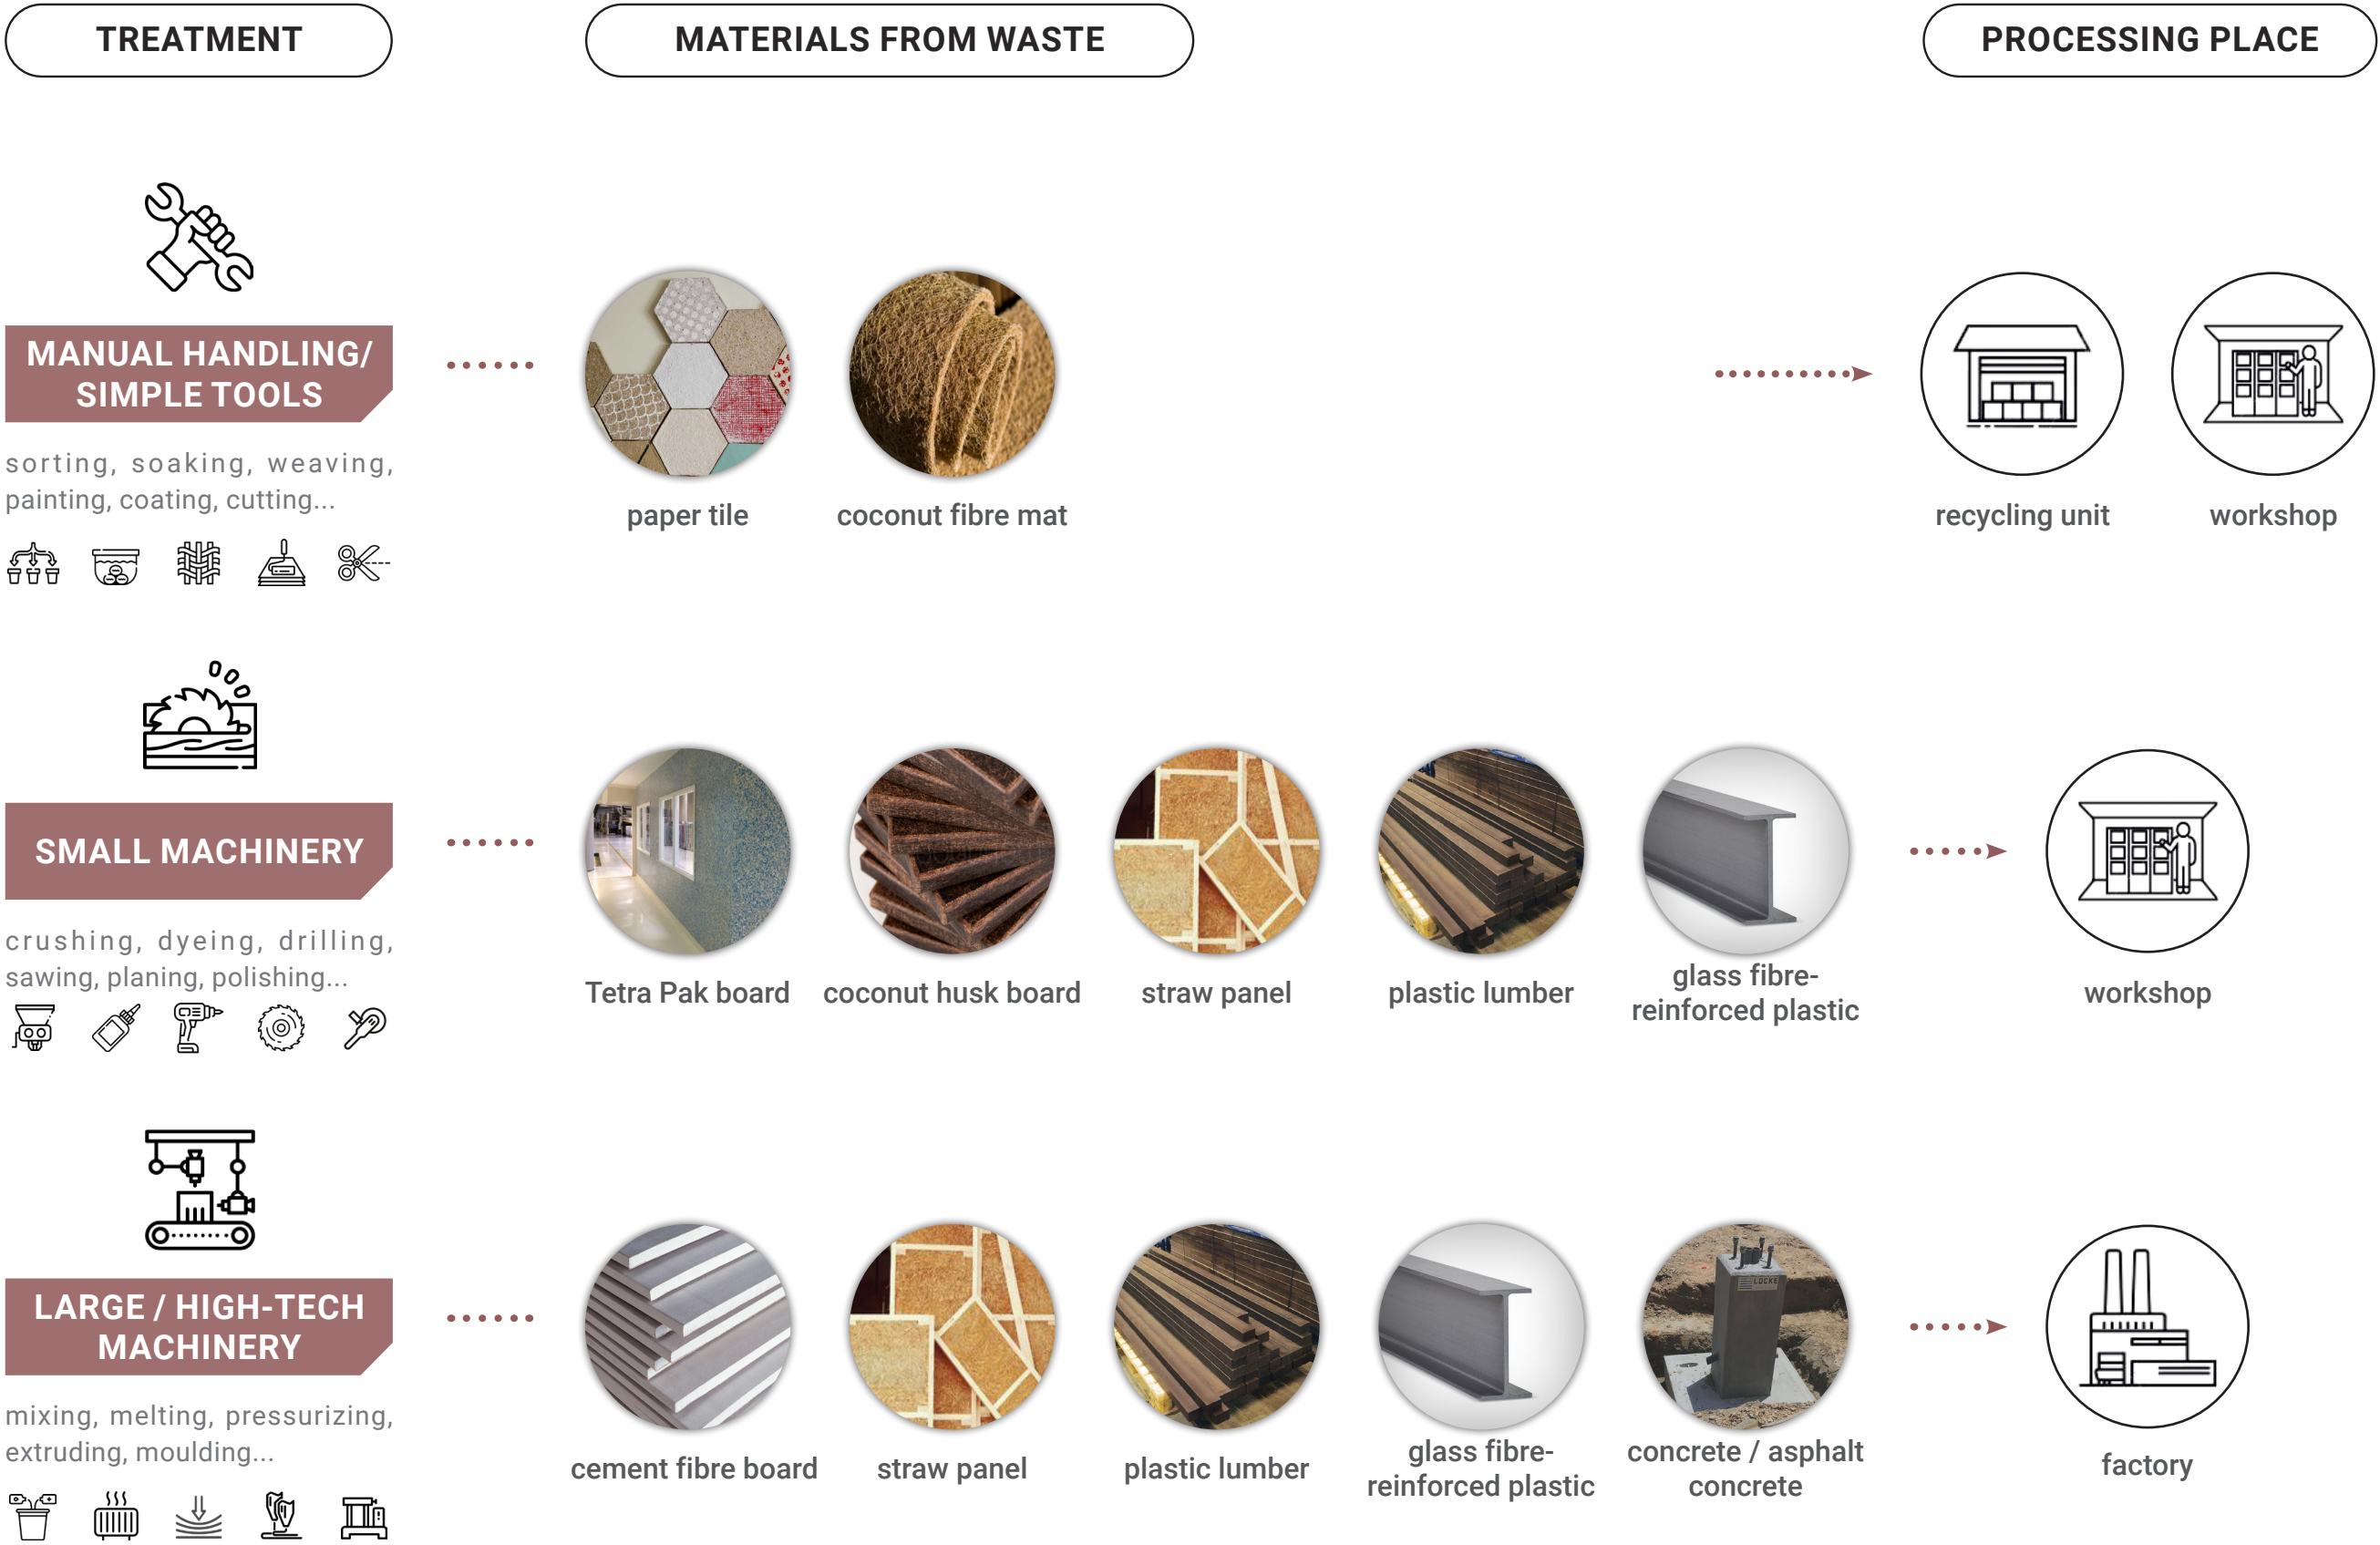 TREATMENT
MATERIALS FROM WASTE
PROCESSING PLACE
MANUAL HANDLING/
SIMPLE TOOLS
sorting, soaking, weaving,
painting, coating, cutting...
paper tile
coconut fibre mat
recycling unit
workshop
SMALL MACHINERY
crushing, dyeing, drilling,
sawing, planing, polishing...
Tetra Pak board
coconut husk board
straw panel
plastic lumber
glass fibre-
reinforced plastic
workshop
LARGE / HIGH-TECH
MACHINERY
mixing, melting, pressurizing,
extruding, moulding...
cement fibre board
straw panel
plastic lumber
glass fibre-
reinforced plastic
LOCKE
concrete / asphalt
concrete
factory